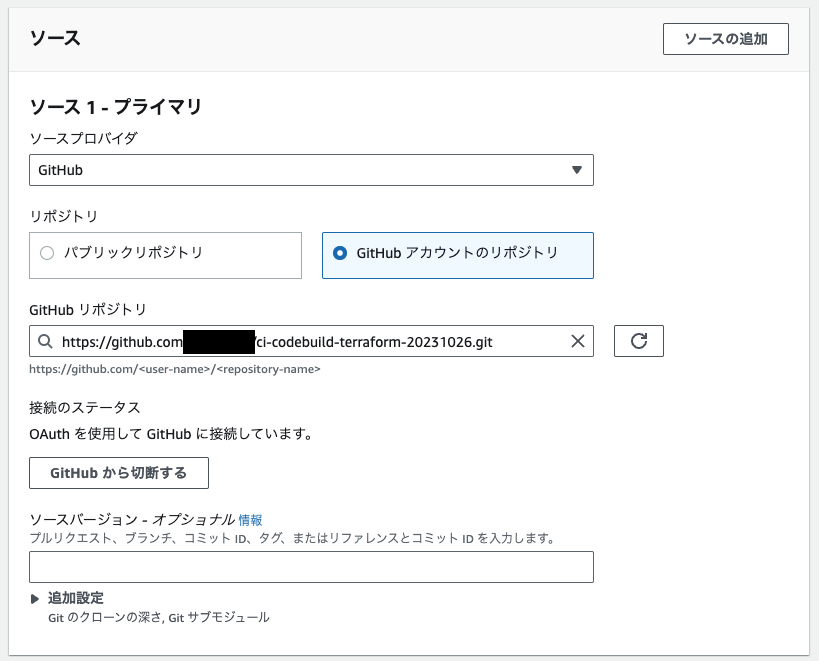 ソース
ソースの追加
ソース 1 - プライマリ
ソースプロバイダ
GitHub
リポジトリ
パブリックリポジトリ
GitHub アカウントのリポジトリ
GitHub リポジトリ
https://github.com/ci-codebuild-terraform-20231026.git
https://github.com/<user-name>/<repository-name>
接続のステータス
OAuth を使用して GitHub に接続しています。
GitHub から切断する
ソースバージョン - オプショナル 情報
プルリクエスト、ブランチ、コミット ID、タグ、またはリファレンスとコミット ID を入力します。
追加設定
Git のクローンの深さ, Git サブモジュール